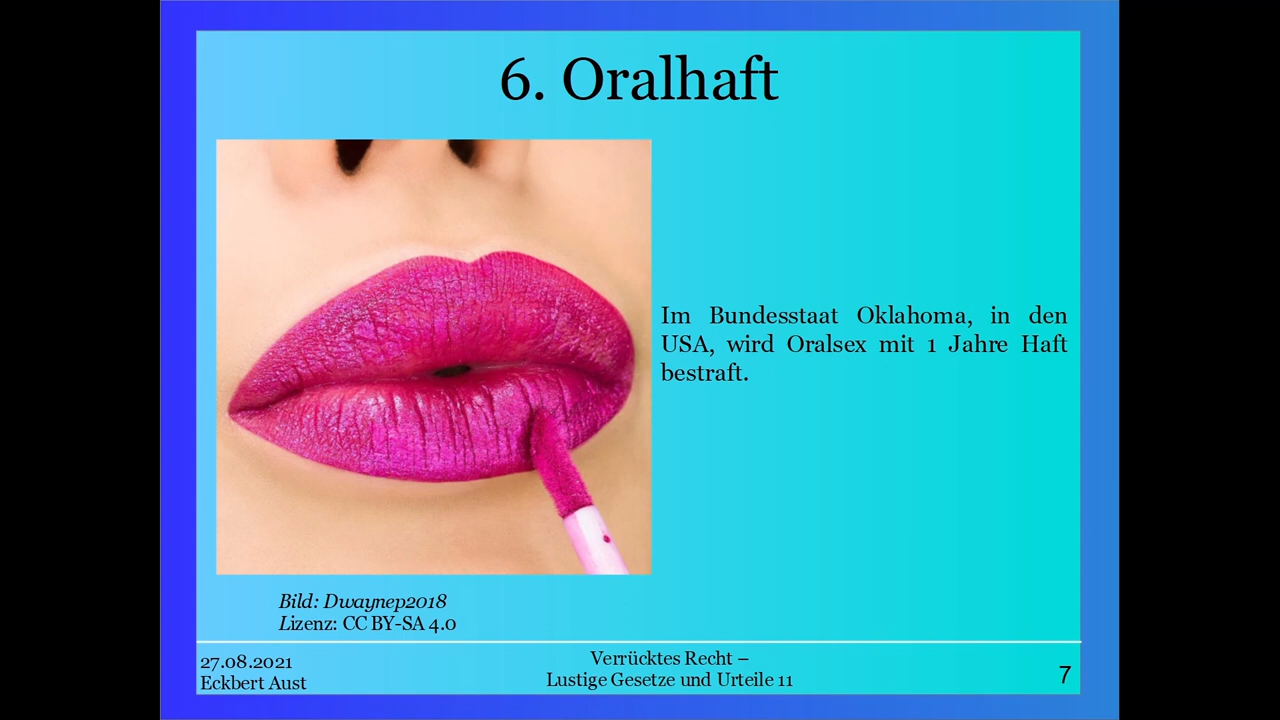 6. Oralhaft
Im Bundesstaat Oklahoma, in den
USA, wird Oralsex mit 1 Jahre Haft
bestraft.
Bild: Dwaynep2018
Lizenz: CC BY-SA 4.0
27.08.2021
Eckbert Aust
Verrücktes Recht –
Lustige Gesetze und Urteile 11
7